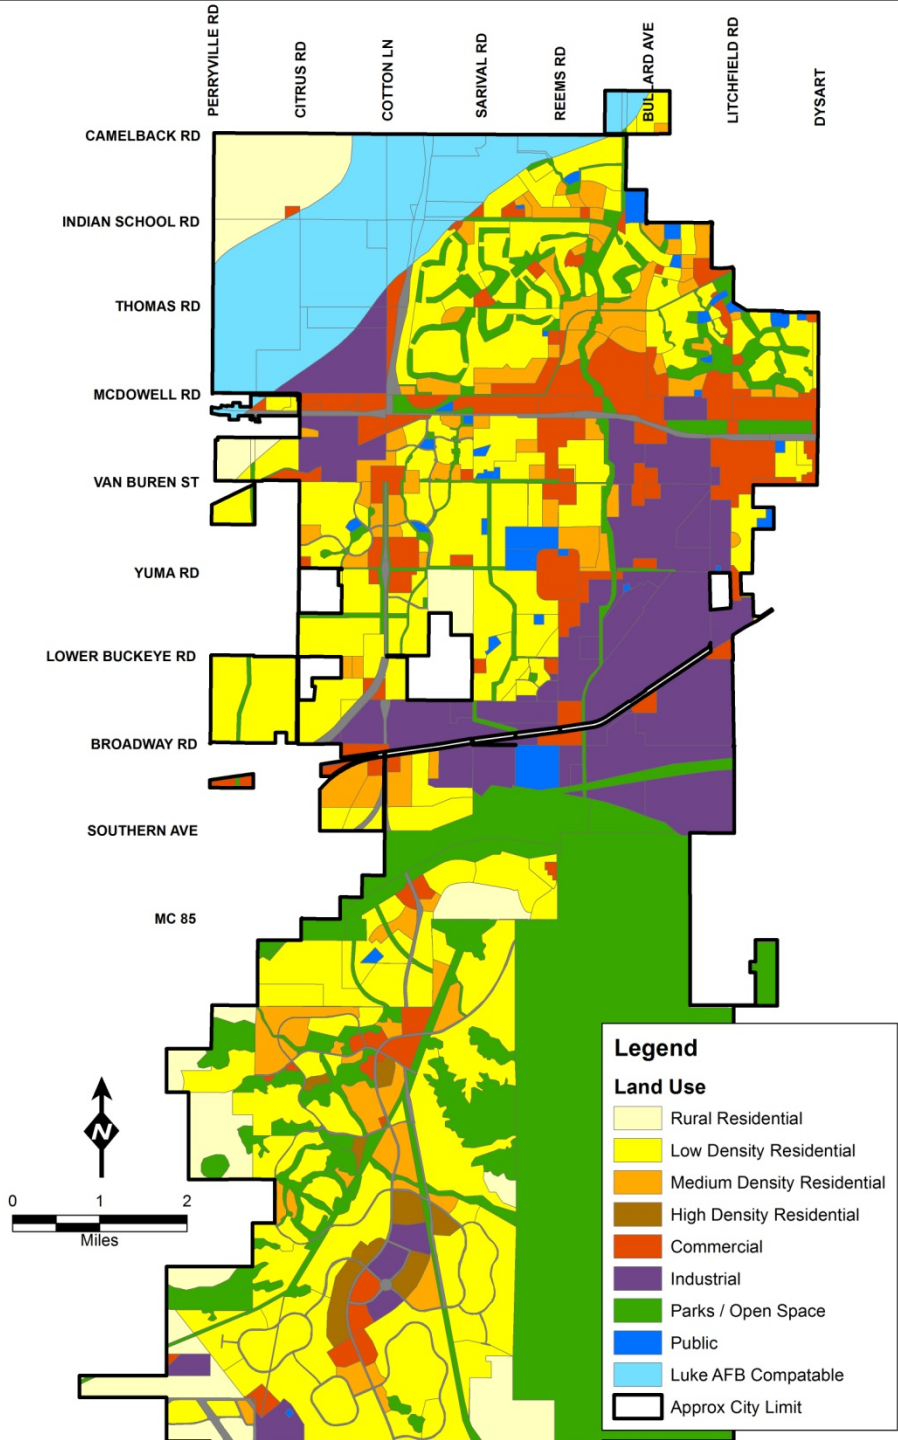 PERRYVILLE RD
CITRUS RD
COTTON LN
SARIVAL RD
REEMS RD
BULLARD AVE
LITCHFIELD RD
DYSART
CAMELBACK RD
INDIAN SCHOOL RD
THOMAS RD
MCDOWELL RD
VAN BUREN ST
YUMA RD
LOWER BUCKEYE RD
BROADWAY RD
SOUTHERN AVE
MC 85
N
0 1 2
Miles
Legend
Land Use
Rural Residential
Low Density Residential
Medium Density Residential
High Density Residential
Commercial
Industrial
Parks / Open Space
Public
Luke AFB Compatable
Approx City Limit